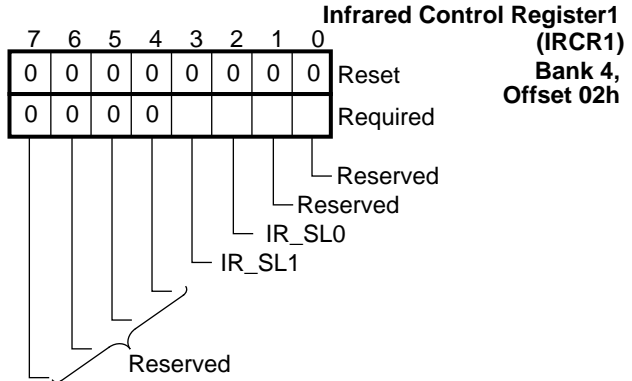 Infrared Control Register1
(IRCR1)
Bank 4,
Offset 02h
7 6 5 4 3 2 1 0
0 0 0 0 0 0 0 0 Reset
0 0 0 0 Required
Reserved
Reserved
IR_SL0
IR_SL1
Reserved